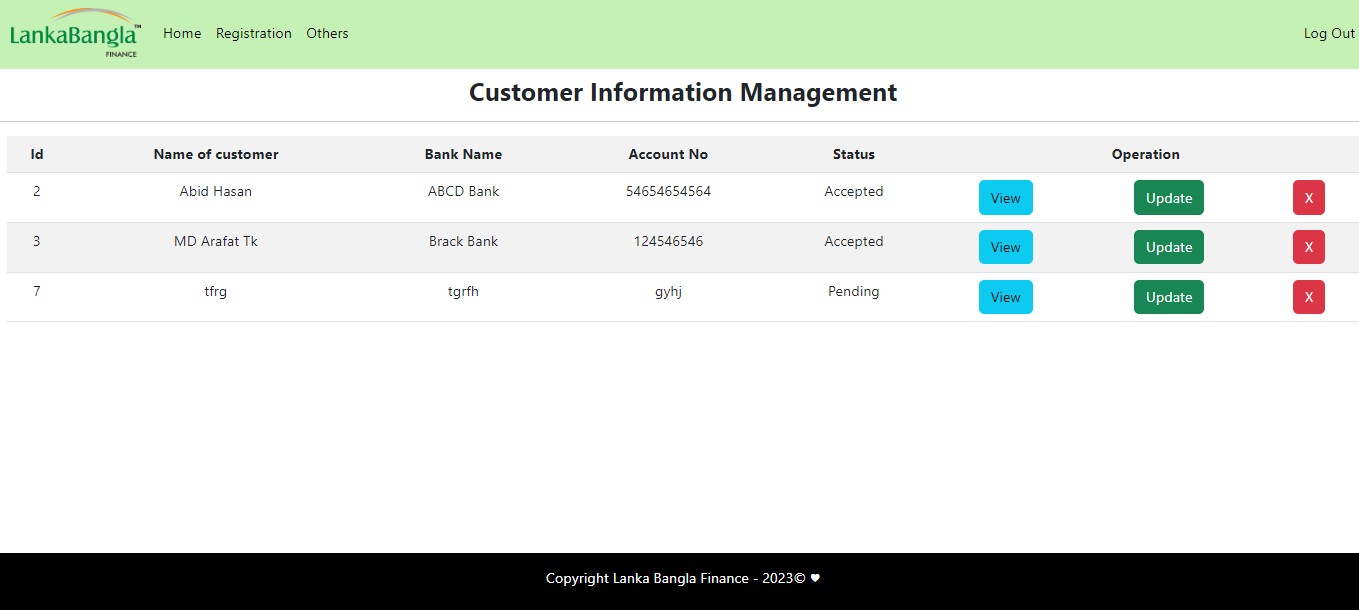 LankaBangla™
FINANCE
Home Registration Others Log Out
Customer Information Management
Id Name of customer Bank Name Account No Status Operation
2 Abid Hasan ABCD Bank 54654654564 Accepted View Update X
3 MD Arafat Tk Brack Bank 124546546 Accepted View Update X
7 tfrg tgrfh gyhj Pending View Update X
Copyright Lanka Bangla Finance - 2023© ♥